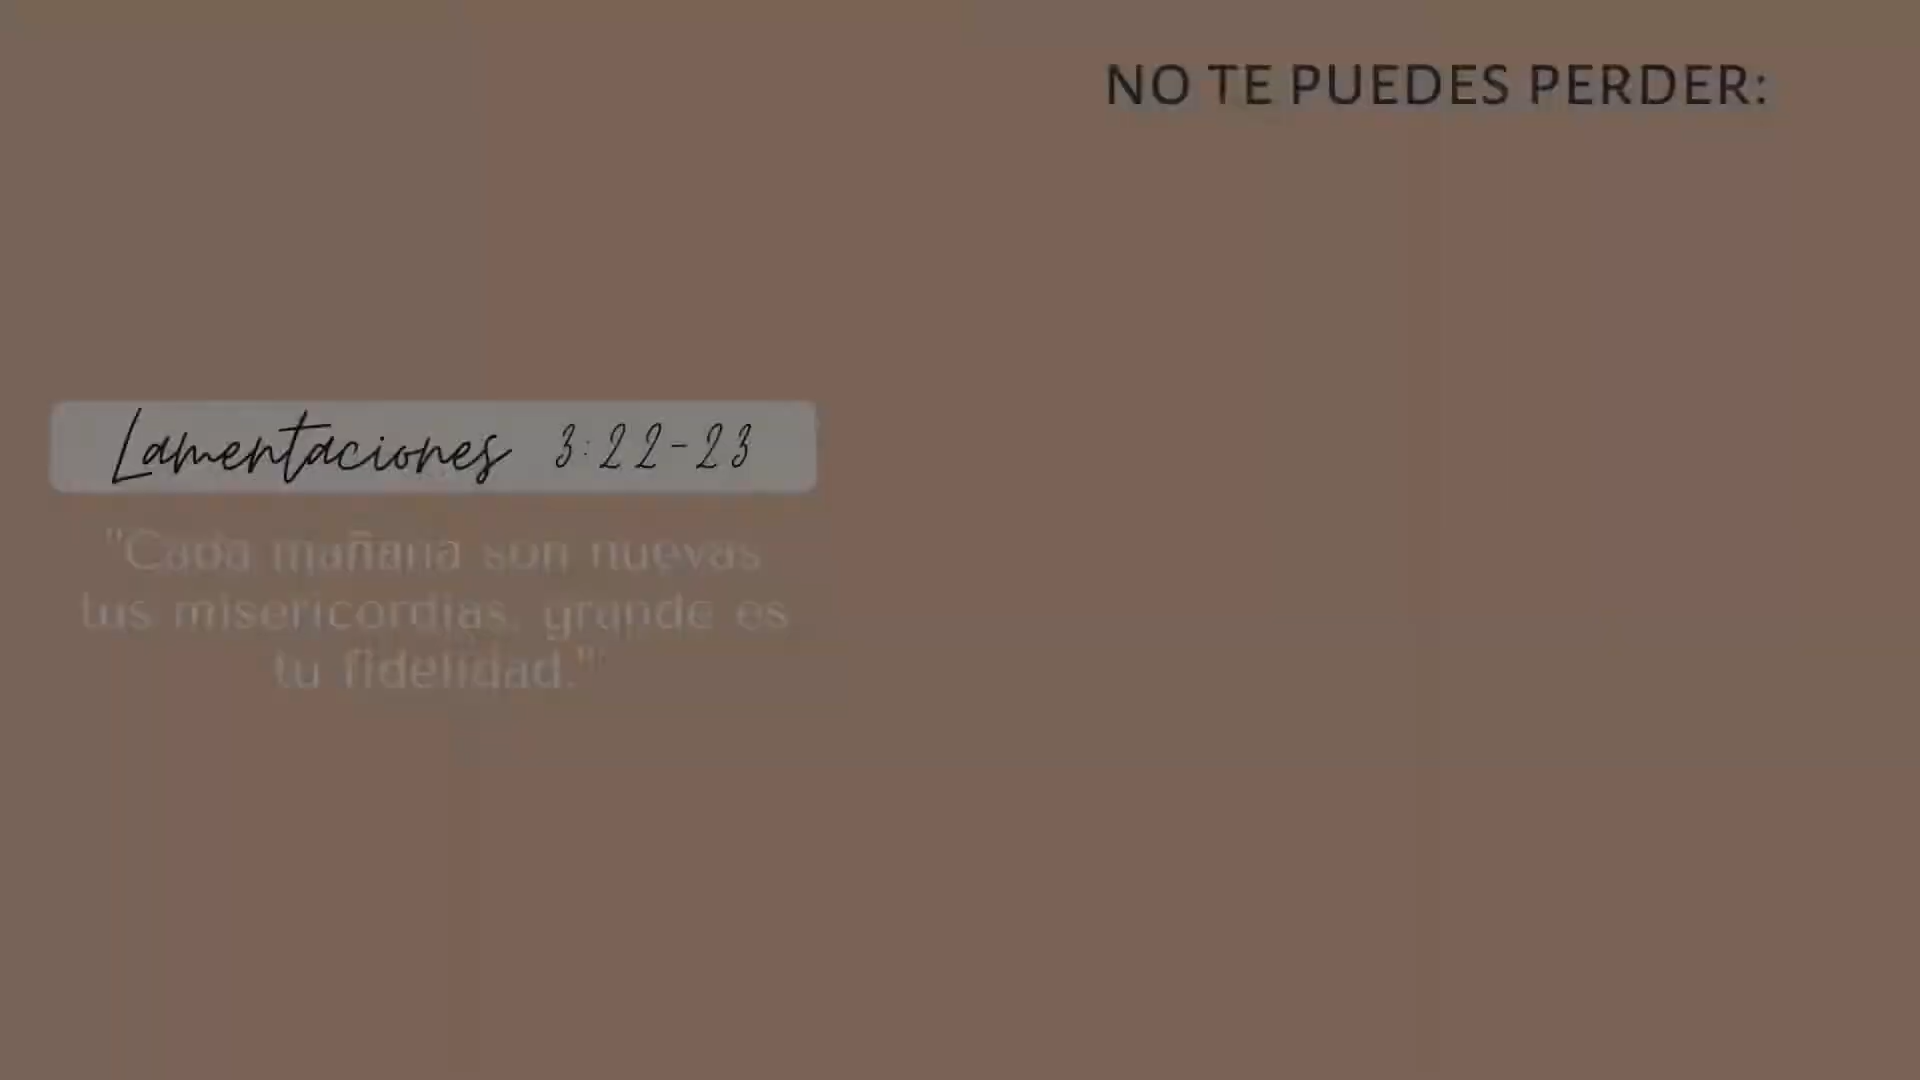 NO TE PUEDES PERDER:
Lamentaciones 3:22-23
"Cada mañana son nuevas
tus misericordias, grande es
tu fidelidad."